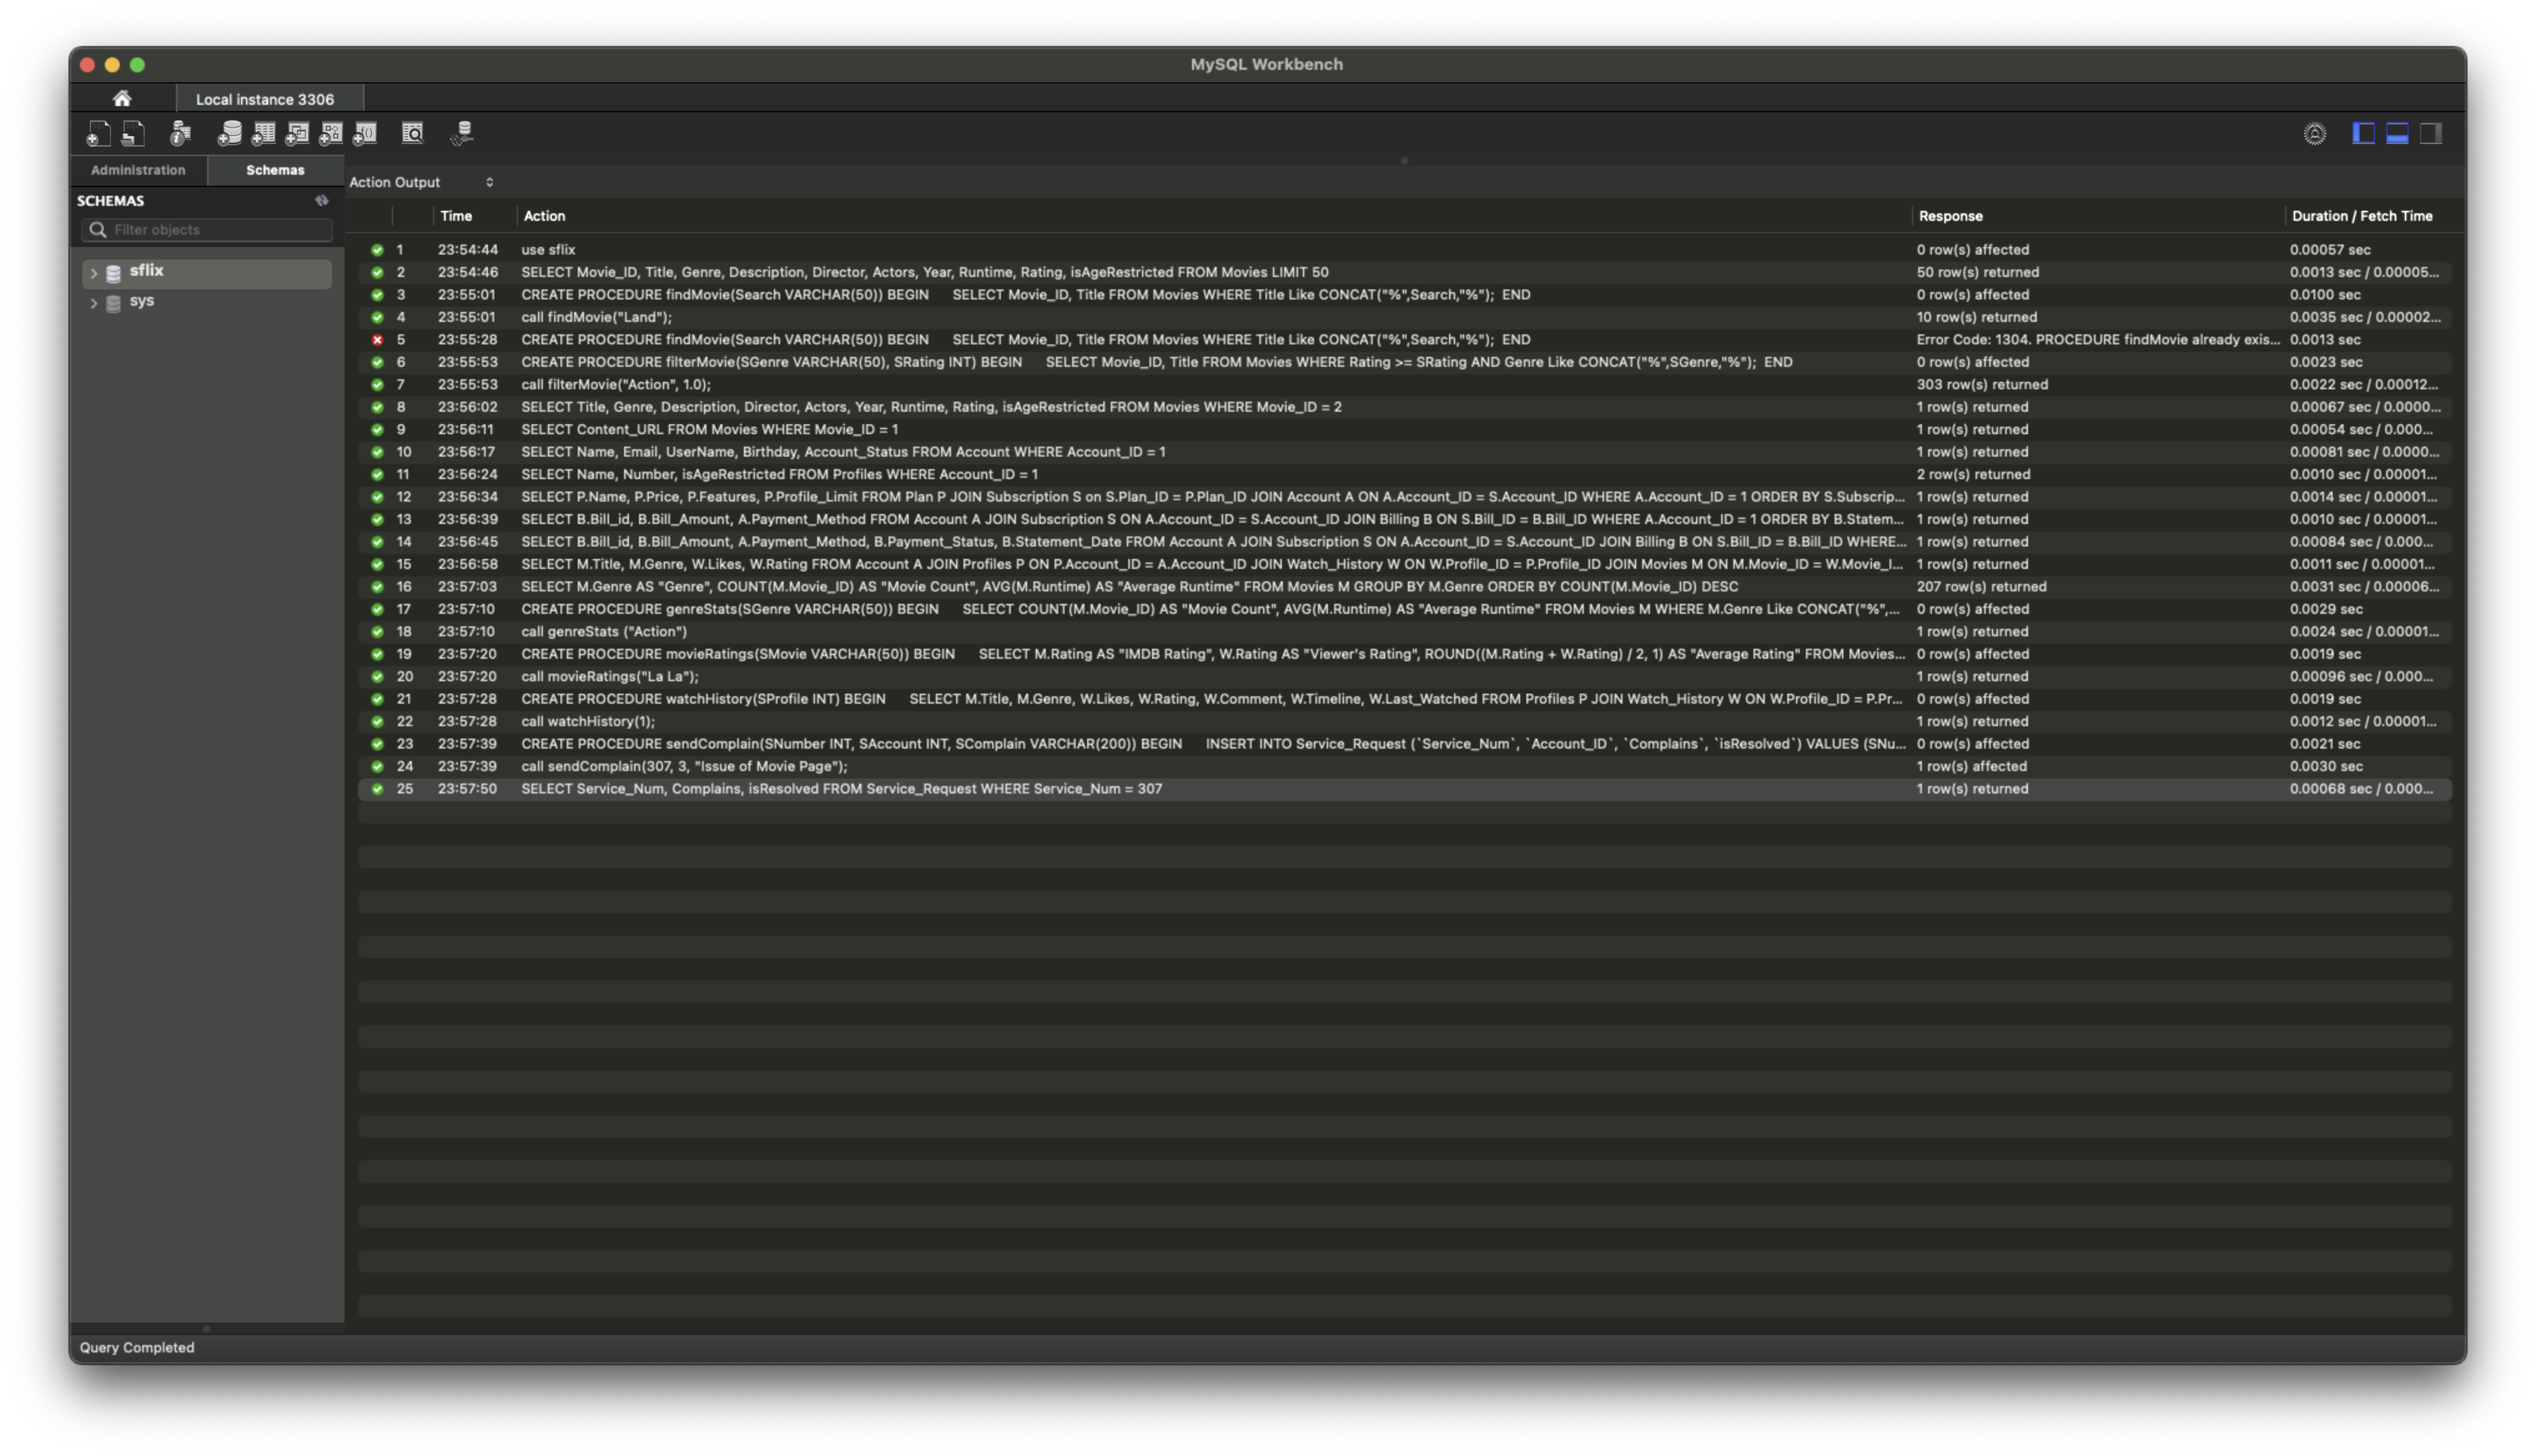 MySQL Workbench
Local instance 3306
Administration Schemas
SCHEMAS
Filter objects
sflix
sys
Action Output
Time Action Response Duration / Fetch Time
1 23:54:44 use sflix 0 row(s) affected 0.00057 sec
2 23:54:46 SELECT Movie_ID, Title, Genre, Description, Director, Actors, Year, Runtime, Rating, isAgeRestricted FROM Movies LIMIT 50 50 row(s) returned 0.0013 sec / 0.00005...
3 23:55:01 CREATE PROCEDURE findMovie(Search VARCHAR(50)) BEGIN SELECT Movie_ID, Title FROM Movies WHERE Title Like CONCAT("%",Search,"%"); END 0 row(s) affected 0.0100 sec
4 23:55:01 call findMovie("Land"); 10 row(s) returned 0.0035 sec / 0.00002...
5 23:55:28 CREATE PROCEDURE findMovie(Search VARCHAR(50)) BEGIN SELECT Movie_ID, Title FROM Movies WHERE Title Like CONCAT("%",Search,"%"); END Error Code: 1304. PROCEDURE findMovie already exis... 0.0013 sec
6 23:55:53 CREATE PROCEDURE filterMovie(SGenre VARCHAR(50), SRating INT) BEGIN SELECT Movie_ID, Title FROM Movies WHERE Rating >= SRating AND Genre Like CONCAT("%",SGenre,"%"); END 0 row(s) affected 0.0023 sec
7 23:55:53 call filterMovie("Action", 1.0); 303 row(s) returned 0.0022 sec / 0.00012...
8 23:56:02 SELECT Title, Genre, Description, Director, Actors, Year, Runtime, Rating, isAgeRestricted FROM Movies WHERE Movie_ID = 2 1 row(s) returned 0.00067 sec / 0.0000...
9 23:56:11 SELECT Content_URL FROM Movies WHERE Movie_ID = 1 1 row(s) returned 0.00054 sec / 0.000...
10 23:56:17 SELECT Name, Email, UserName, Birthday, Account_Status FROM Account WHERE Account_ID = 1 1 row(s) returned 0.00081 sec / 0.0000...
11 23:56:24 SELECT Name, Number, isAgeRestricted FROM Profiles WHERE Account_ID = 1 2 row(s) returned 0.0010 sec / 0.00001...
12 23:56:34 SELECT P.Name, P.Price, P.Features, P.Profile_Limit FROM Plan P JOIN Subscription S on S.Plan_ID = P.Plan_ID JOIN Account A ON A.Account_ID = S.Account_ID WHERE A.Account_ID = 1 ORDER BY S.Subscrip... 1 row(s) returned 0.0014 sec / 0.00001...
13 23:56:39 SELECT B.Bill_id, B.Bill_Amount, A.Payment_Method FROM Account A JOIN Subscription S ON A.Account_ID = S.Account_ID JOIN Billing B ON S.Bill_ID = B.Bill_ID WHERE A.Account_ID = 1 ORDER BY B.Statem... 1 row(s) returned 0.0010 sec / 0.00001...
14 23:56:45 SELECT B.Bill_id, B.Bill_Amount, A.Payment_Method, B.Payment_Status, B.Statement_Date FROM Account A JOIN Subscription S ON A.Account_ID = S.Account_ID JOIN Billing B ON S.Bill_ID = B.Bill_ID WHERE... 1 row(s) returned 0.00084 sec / 0.000...
15 23:56:58 SELECT M.Title, M.Genre, W.Likes, W.Rating FROM Account A JOIN Profiles P ON P.Account_ID = A.Account_ID JOIN Watch_History W ON W.Profile_ID = P.Profile_ID JOIN Movies M ON M.Movie_ID = W.Movie_I... 1 row(s) returned 0.0011 sec / 0.00001...
16 23:57:03 SELECT M.Genre AS "Genre", COUNT(M.Movie_ID) AS "Movie Count", AVG(M.Runtime) AS "Average Runtime" FROM Movies M GROUP BY M.Genre ORDER BY COUNT(M.Movie_ID) DESC 207 row(s) returned 0.0031 sec / 0.00006...
17 23:57:10 CREATE PROCEDURE genreStats(SGenre VARCHAR(50)) BEGIN SELECT COUNT(M.Movie_ID) AS "Movie Count", AVG(M.Runtime) AS "Average Runtime" FROM Movies M WHERE M.Genre Like CONCAT("%",... 0 row(s) affected 0.0029 sec
18 23:57:10 call genreStats ("Action") 1 row(s) returned 0.0024 sec / 0.00001...
19 23:57:20 CREATE PROCEDURE movieRatings(SMovie VARCHAR(50)) BEGIN SELECT M.Rating AS "IMDB Rating", W.Rating AS "Viewer's Rating", ROUND((M.Rating + W.Rating) / 2, 1) AS "Average Rating" FROM Movies... 0 row(s) affected 0.0019 sec
20 23:57:20 call movieRatings("La La"); 1 row(s) returned 0.00096 sec / 0.000...
21 23:57:28 CREATE PROCEDURE watchHistory(SProfile INT) BEGIN SELECT M.Title, M.Genre, W.Likes, W.Rating, W.Comment, W.Timeline, W.Last_Watched FROM Profiles P JOIN Watch_History W ON W.Profile_ID = P.Pr... 0 row(s) affected 0.0019 sec
22 23:57:28 call watchHistory(1); 1 row(s) returned 0.0012 sec / 0.00001...
23 23:57:39 CREATE PROCEDURE sendComplain(SNumber INT, SAccount INT, SComplain VARCHAR(200)) BEGIN INSERT INTO Service_Request (`Service_Num`, `Account_ID`, `Complains`, `isResolved`) VALUES (SNu... 0 row(s) affected 0.0021 sec
24 23:57:39 call sendComplain(307, 3, "Issue of Movie Page"); 1 row(s) affected 0.0030 sec
25 23:57:50 SELECT Service_Num, Complains, isResolved FROM Service_Request WHERE Service_Num = 307 1 row(s) returned 0.00068 sec / 0.000...
Query Completed